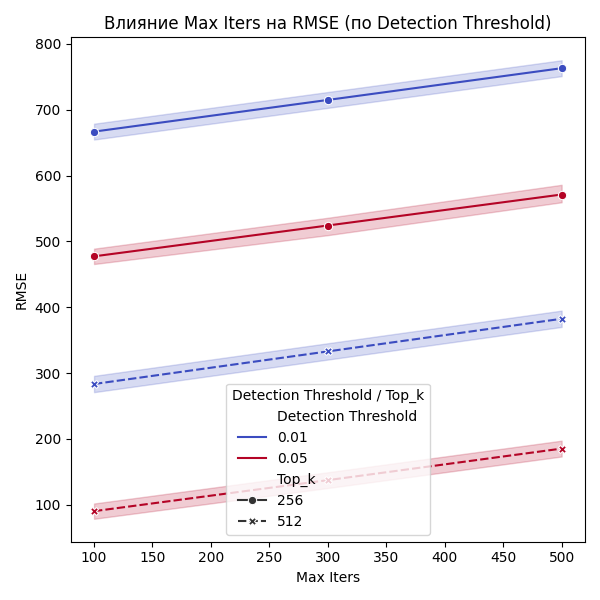 Влияние Max Iters на RMSE (по Detection Threshold)
RMSE
800
700
600
500
400
300
200
100
Detection Threshold / Top_k
Detection Threshold
0.01
0.05
Top_k
256
512
100 150 200 250 300 350 400 450 500
Max Iters